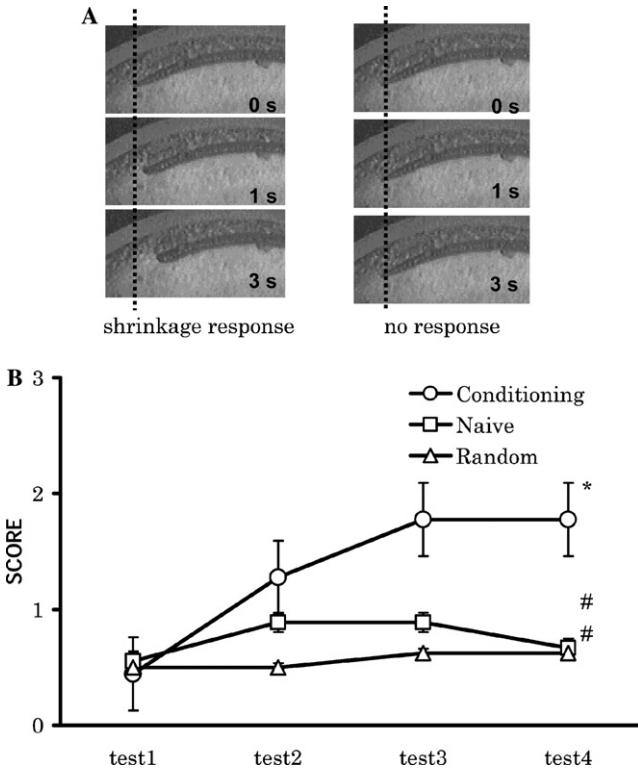 A
0 s
0 s
1 s
1 s
3 s
3 s
shrinkage response
no response
B
3
Conditioning
Naive
Random
2
*
SCORE
1
#
#
0
test1 test2 test3 test4